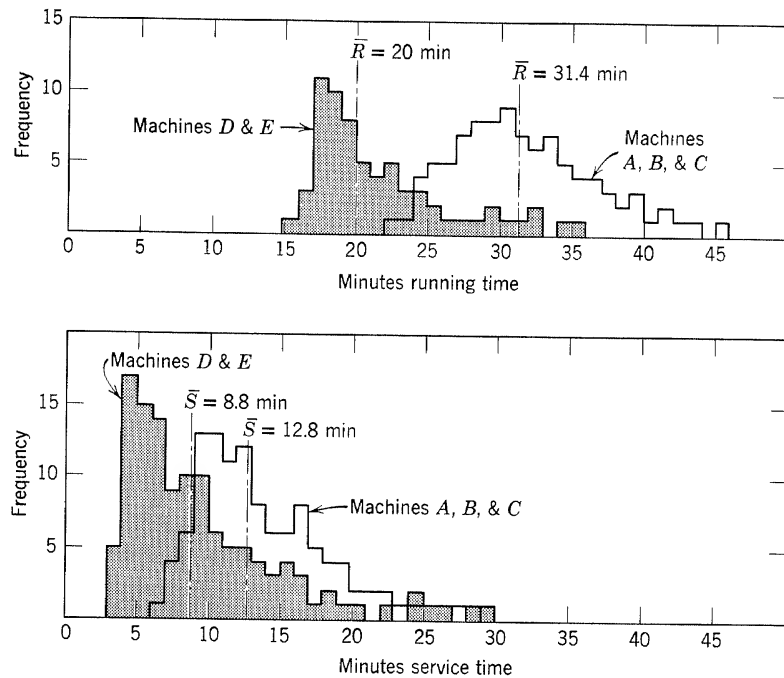 15
10
5
Frequency
R̅ = 20 min
R̅ = 31.4 min
Machines D & E
Machines
A, B, & C
0 5 10 15 20 25 30 35 40 45
Minutes running time
15
10
5
Frequency
Machines D & E
S̅ = 8.8 min
S̅ = 12.8 min
Machines A, B, & C
0 5 10 15 20 25 30 35 40 45
Minutes service time